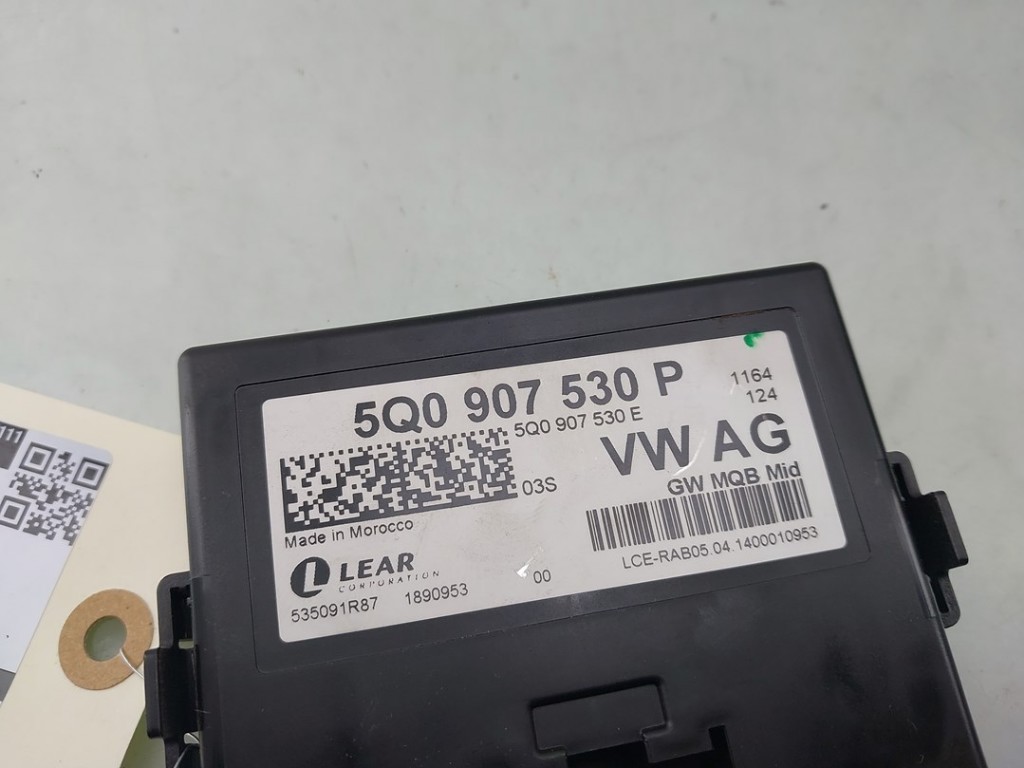 5Q0 907 530 P
1164
5Q0 907 530 E
124
VW AG
03S
GW MQB Mid
Made in Morocco
LEAR
CORPORATION
LCE-RAB05.04.1400010953
00
535091R87 1890953
111